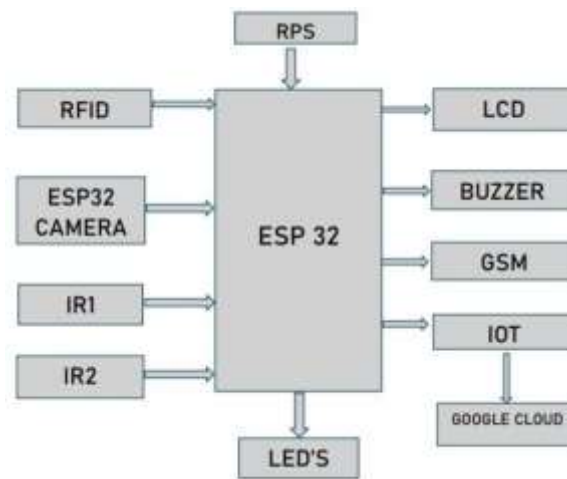 RPS
RFID
ESP32
CAMERA
IR1
IR2
ESP 32
LCD
BUZZER
GSM
IOT
GOOGLE CLOUD
LED'S